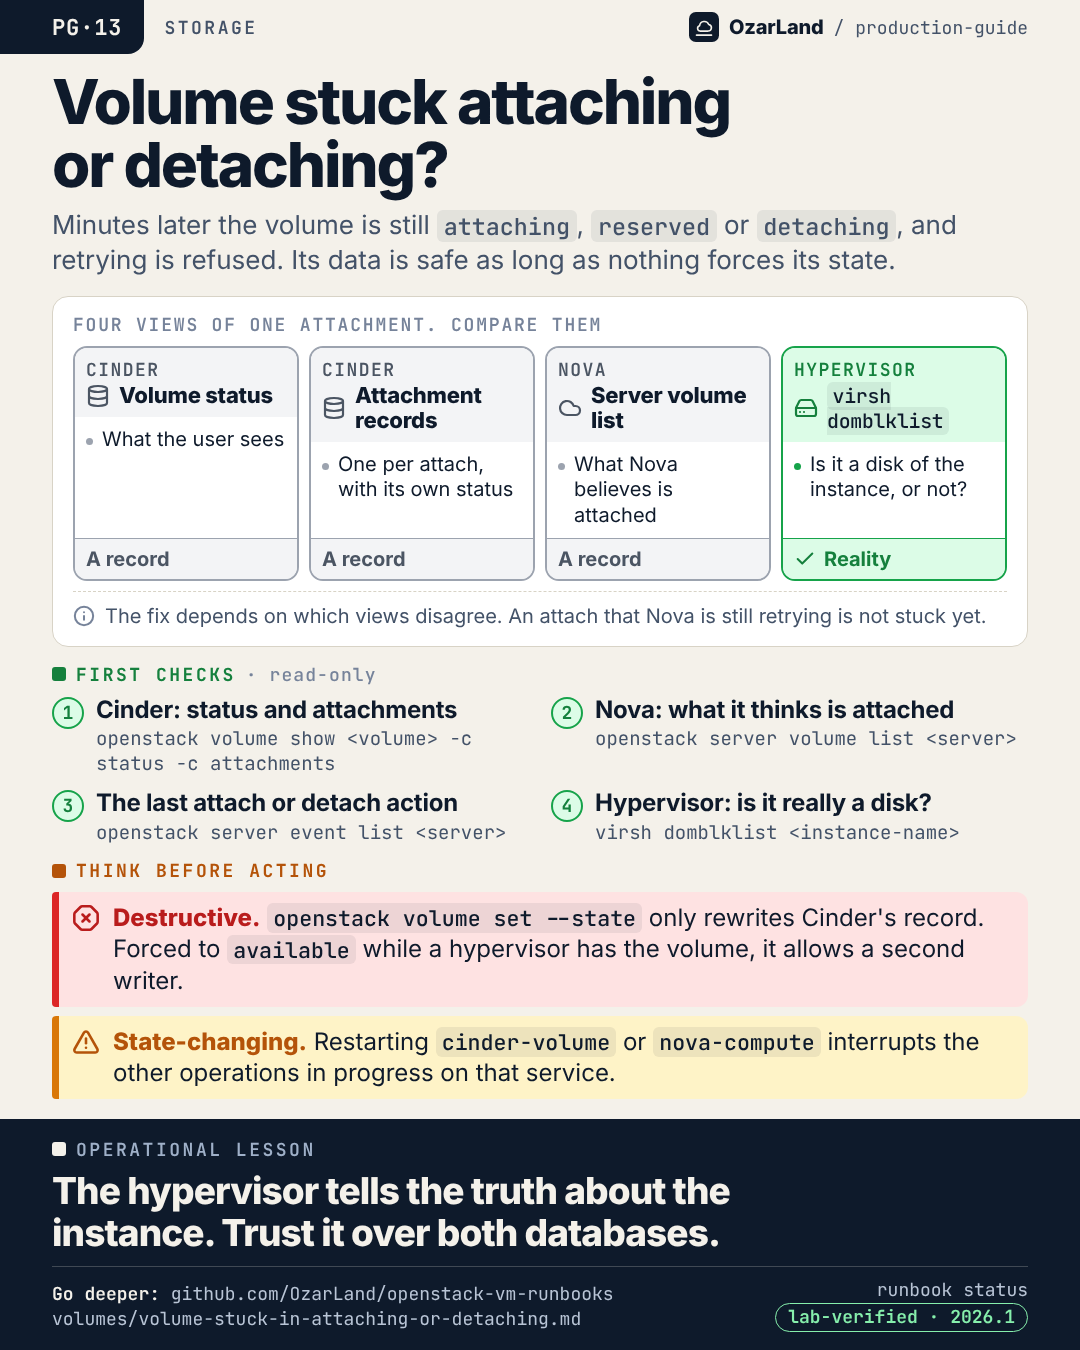 PG·13 STORAGE OzarLand / production-guide
Volume stuck attaching
or detaching?
Minutes later the volume is still attaching, reserved or detaching, and
retrying is refused. Its data is safe as long as nothing forces its state.
FOUR VIEWS OF ONE ATTACHMENT. COMPARE THEM
CINDER
Volume status
What the user sees
A record
CINDER
Attachment
records
One per attach,
with its own status
A record
NOVA
Server volume
list
What Nova
believes is
attached
A record
HYPERVISOR
virsh
domblklist
Is it a disk of the
instance, or not?
Reality
The fix depends on which views disagree. An attach that Nova is still retrying is not stuck yet.
FIRST CHECKS · read-only
1 Cinder: status and attachments
openstack volume show <volume> -c
status -c attachments
2 Nova: what it thinks is attached
openstack server volume list <server>
3 The last attach or detach action
openstack server event list <server>
4 Hypervisor: is it really a disk?
virsh domblklist <instance-name>
THINK BEFORE ACTING
Destructive. openstack volume set --state only rewrites Cinder's record.
Forced to available while a hypervisor has the volume, it allows a second
writer.
State-changing. Restarting cinder-volume or nova-compute interrupts the
other operations in progress on that service.
OPERATIONAL LESSON
The hypervisor tells the truth about the
instance. Trust it over both databases.
Go deeper: github.com/OzarLand/openstack-vm-runbooks
volumes/volume-stuck-in-attaching-or-detaching.md
runbook status
lab-verified · 2026.1